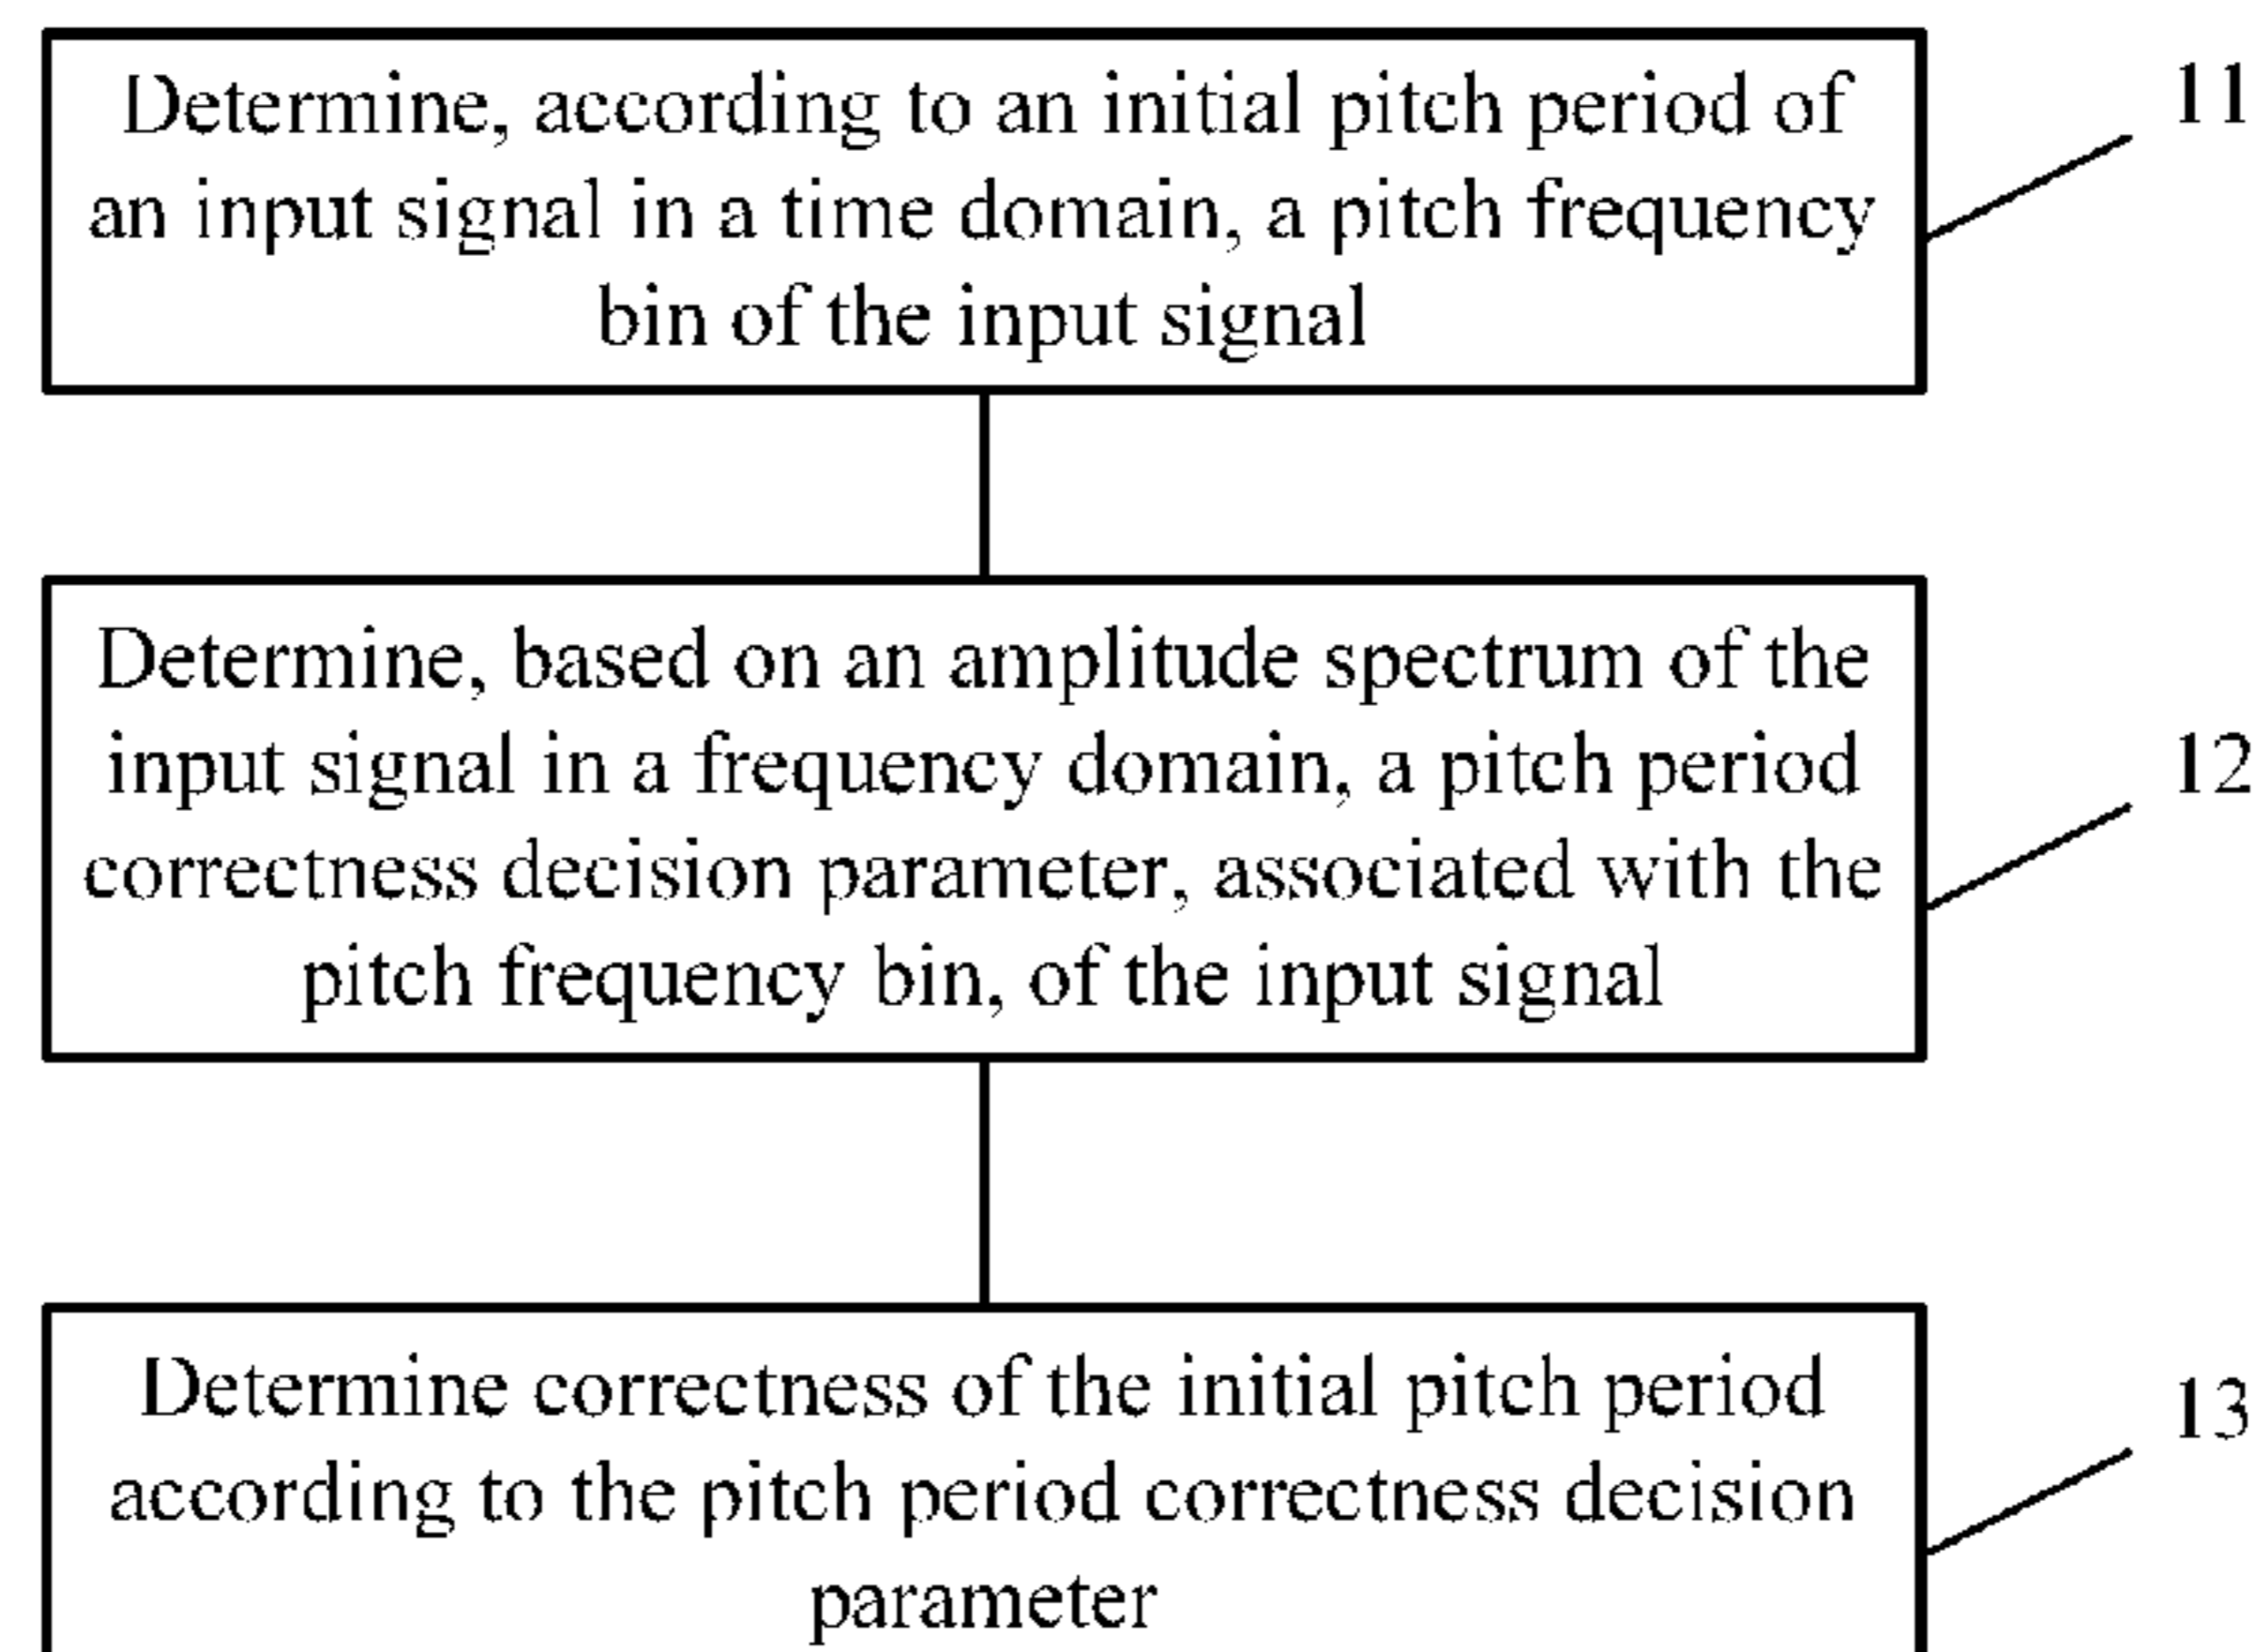 Determine, according to an initial pitch period of
an input signal in a time domain, a pitch frequency
bin of the input signal
11
Determine, based on an amplitude spectrum of the
input signal in a frequency domain, a pitch period
correctness decision parameter, associated with the
pitch frequency bin, of the input signal
12
Determine correctness of the initial pitch period
according to the pitch period correctness decision
parameter
13